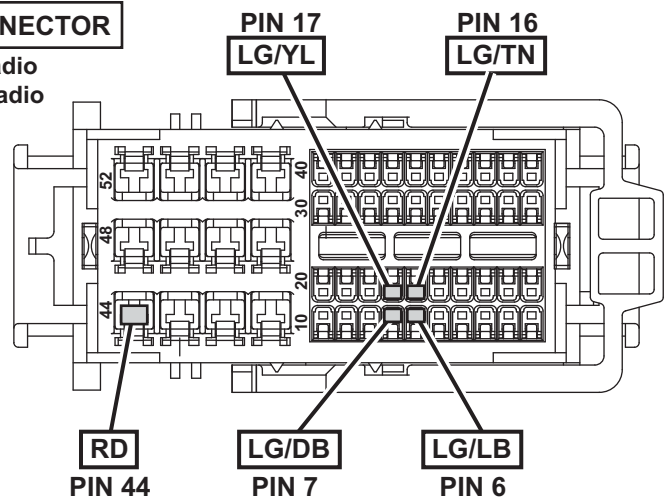 NECTOR
adio
adio
PIN 17
LG/YL
PIN 16
LG/TN
52
48
44
40
30
20
10
RD
PIN 44
LG/DB
PIN 7
LG/LB
PIN 6